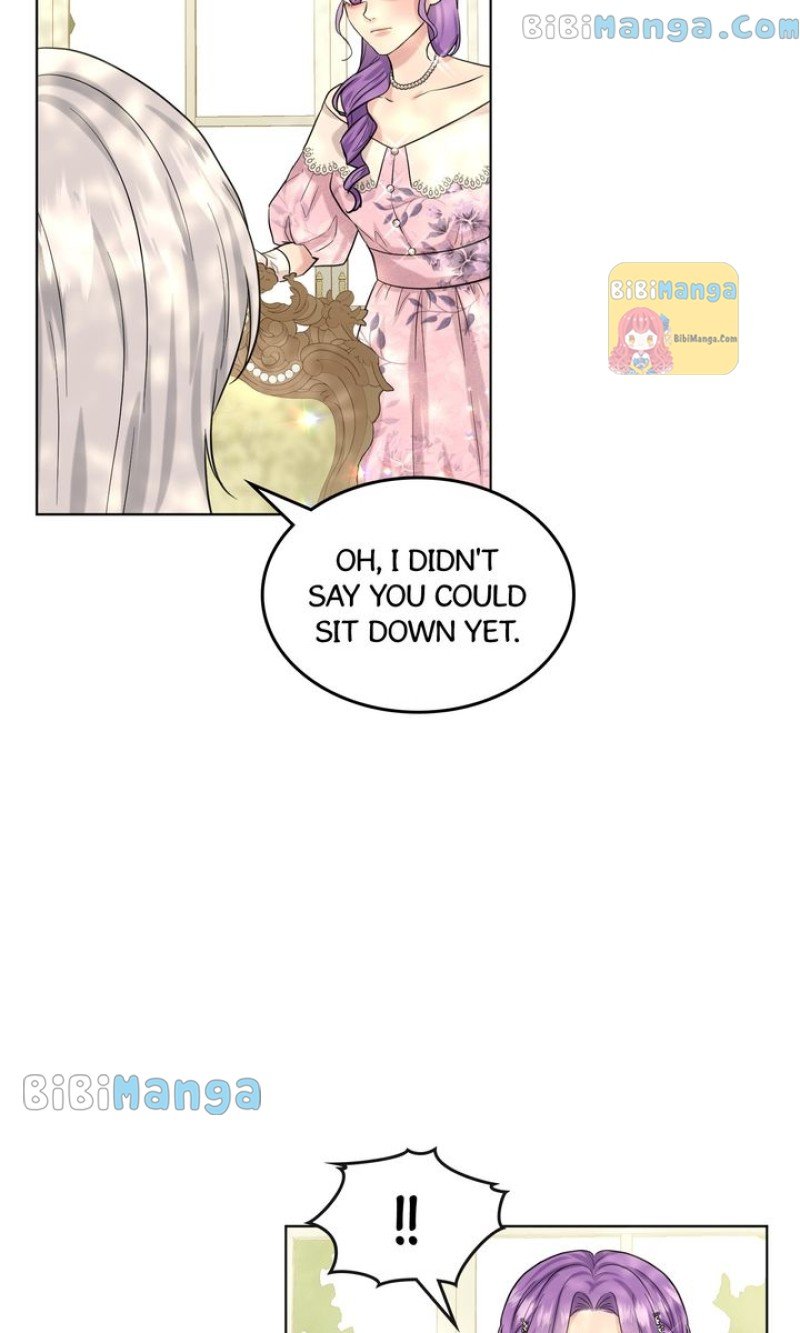 BiBiManga.Com
BiBiManga
BibiManga.Com
OH, I DIDN'T
SAY YOU COULD
SIT DOWN YET.
BiBiManga
!!